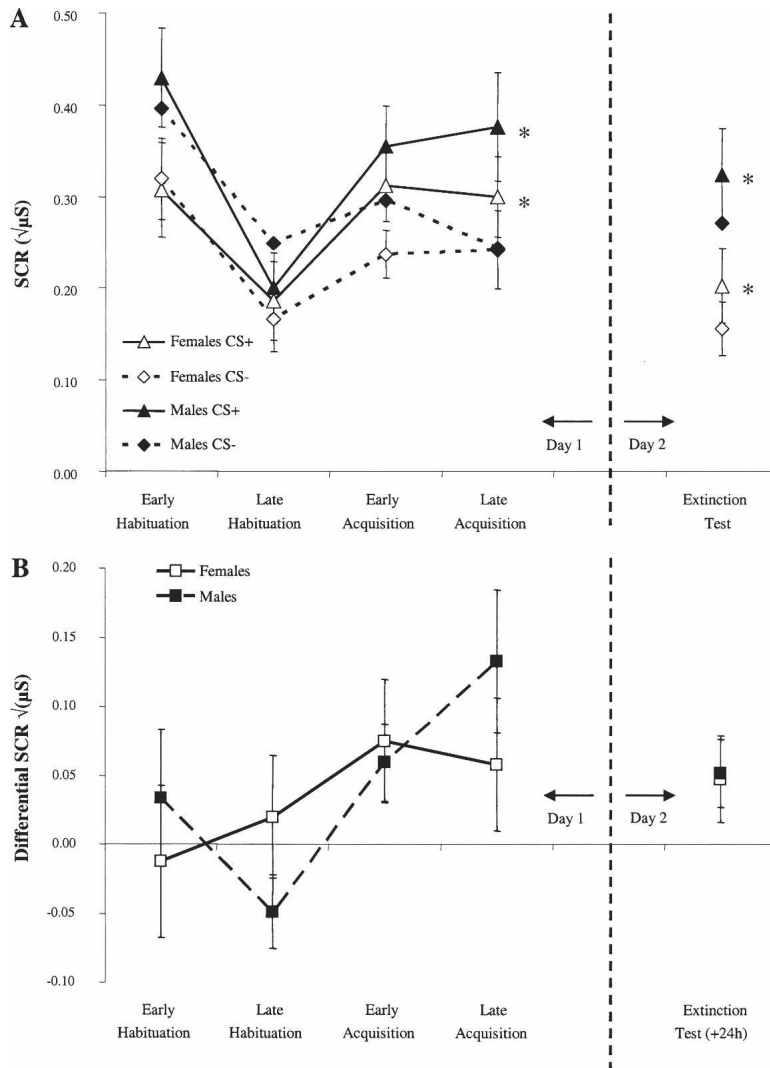 A
0.50
0.40
0.30
0.20
0.10
0.00
SCR (√µS)
*
*
*
*
Females CS+
Females CS-
Males CS+
Males CS-
Day 1
Day 2
Early
Habituation
Late
Habituation
Early
Acquisition
Late
Acquisition
Extinction
Test
B
0.20
0.15
0.10
0.05
0.00
-0.05
-0.10
Differential SCR √(µS)
Females
Males
Day 1
Day 2
Early
Habituation
Late
Habituation
Early
Acquisition
Late
Acquisition
Extinction
Test (+24h)